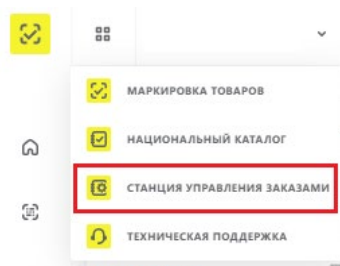 МАРКИРОВКА ТОВАРОВ
НАЦИОНАЛЬНЫЙ КАТАЛОГ
СТАНЦИЯ УПРАВЛЕНИЯ ЗАКАЗАМИ
ТЕХНИЧЕСКАЯ ПОДДЕРЖКА